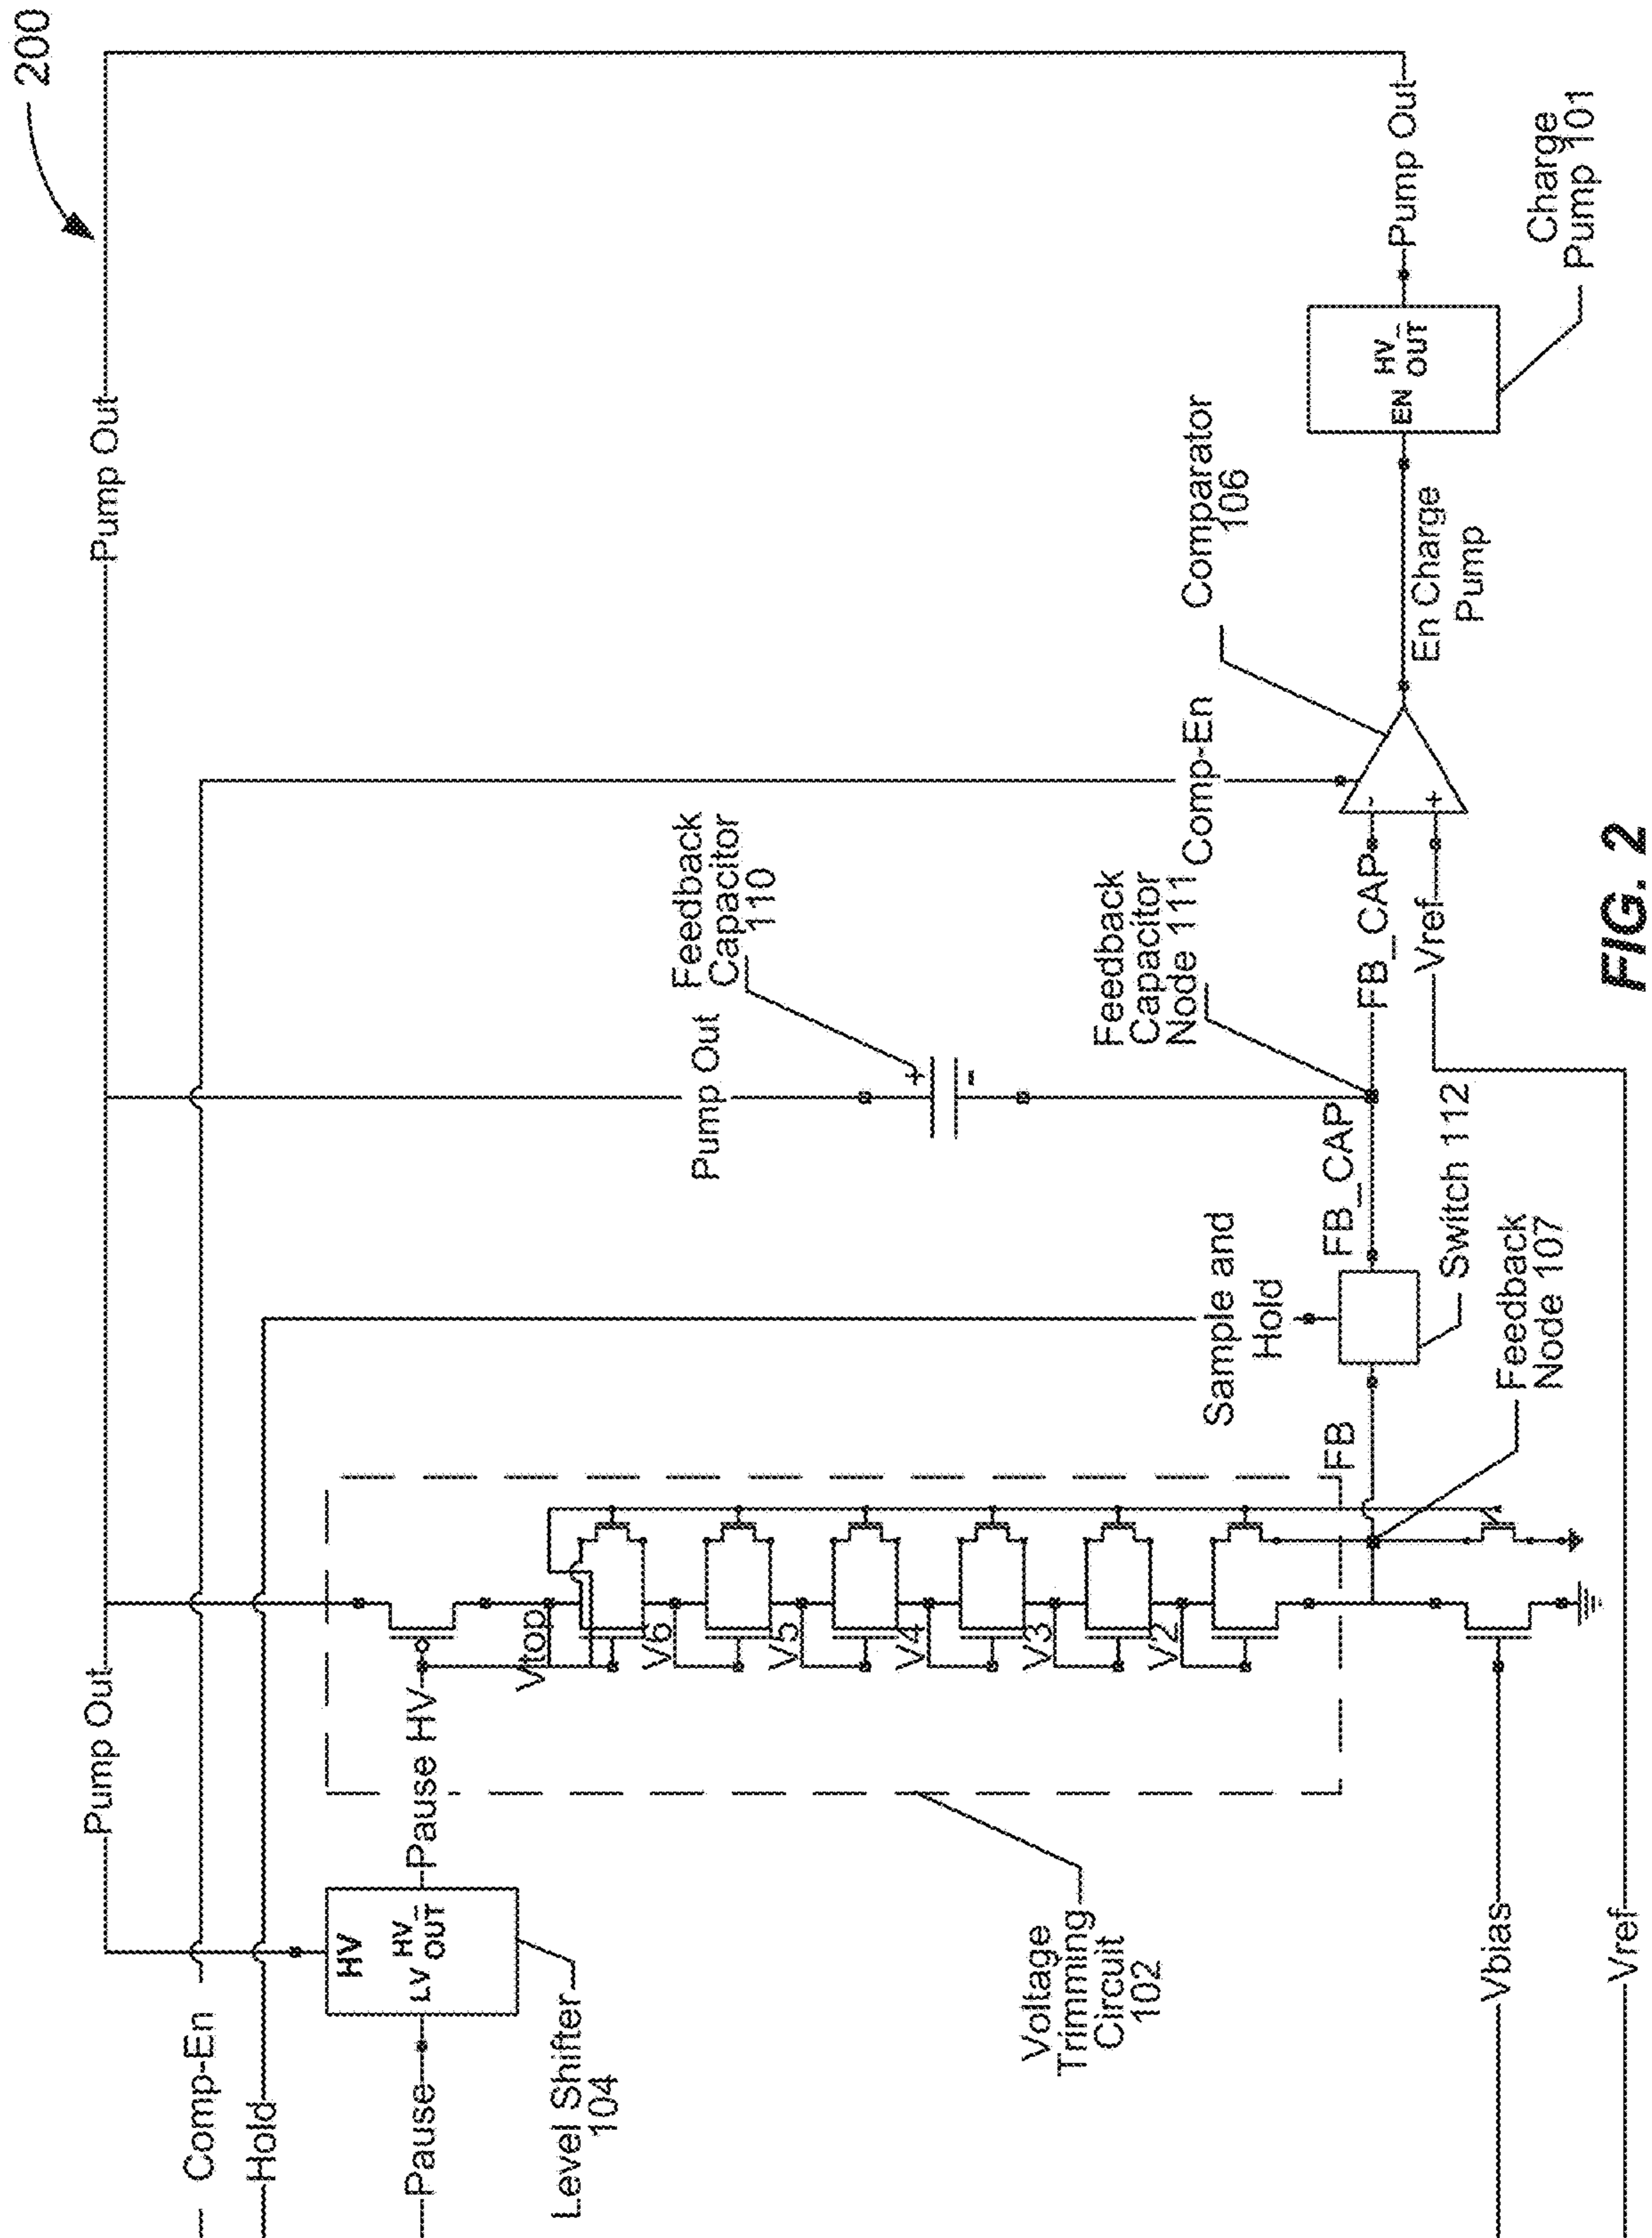 200
Pump Out
Pump Out
Pump Out
Comp-En
Hold
Pause
HV
LV
HV_
OUT
Level Shifter
104
Pause HV
Vtop
V6
V5
V4
V3
V2
Voltage
Trimming
Circuit
102
Vbias
Vref
FB
Sample and
Hold
Switch 112
Feedback
Node 107
FB_CAP
Pump Out
+
-
Feedback
Capacitor
110
Feedback
Capacitor
Node 111
Comp-En
FB_CAP
Vref
-
+
Comparator
106
En Charge
Pump
EN
HV_
OUT
Charge
Pump 101
FIG. 2